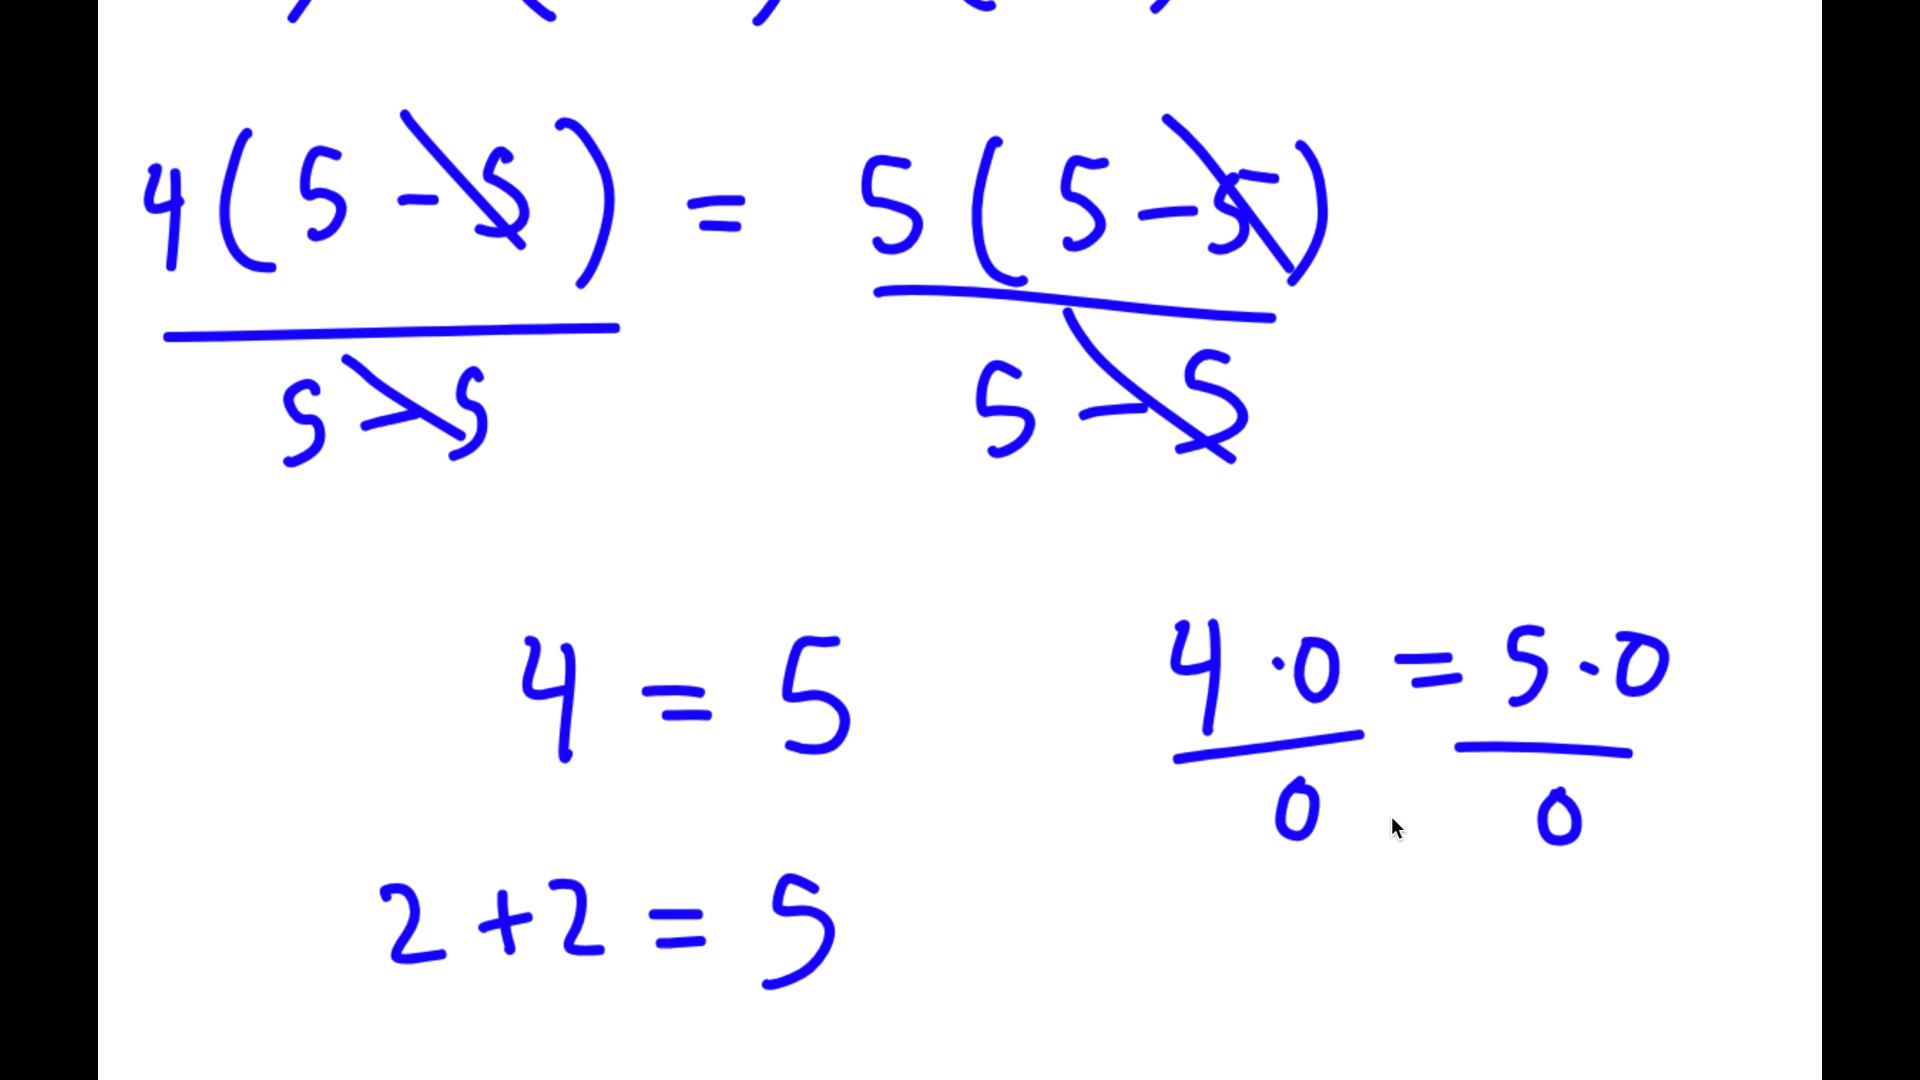 4(5-5) = 5(5-5)
5-5 5-5
4 = 5
4·0 = 5·0
0 0
2+2 = 5